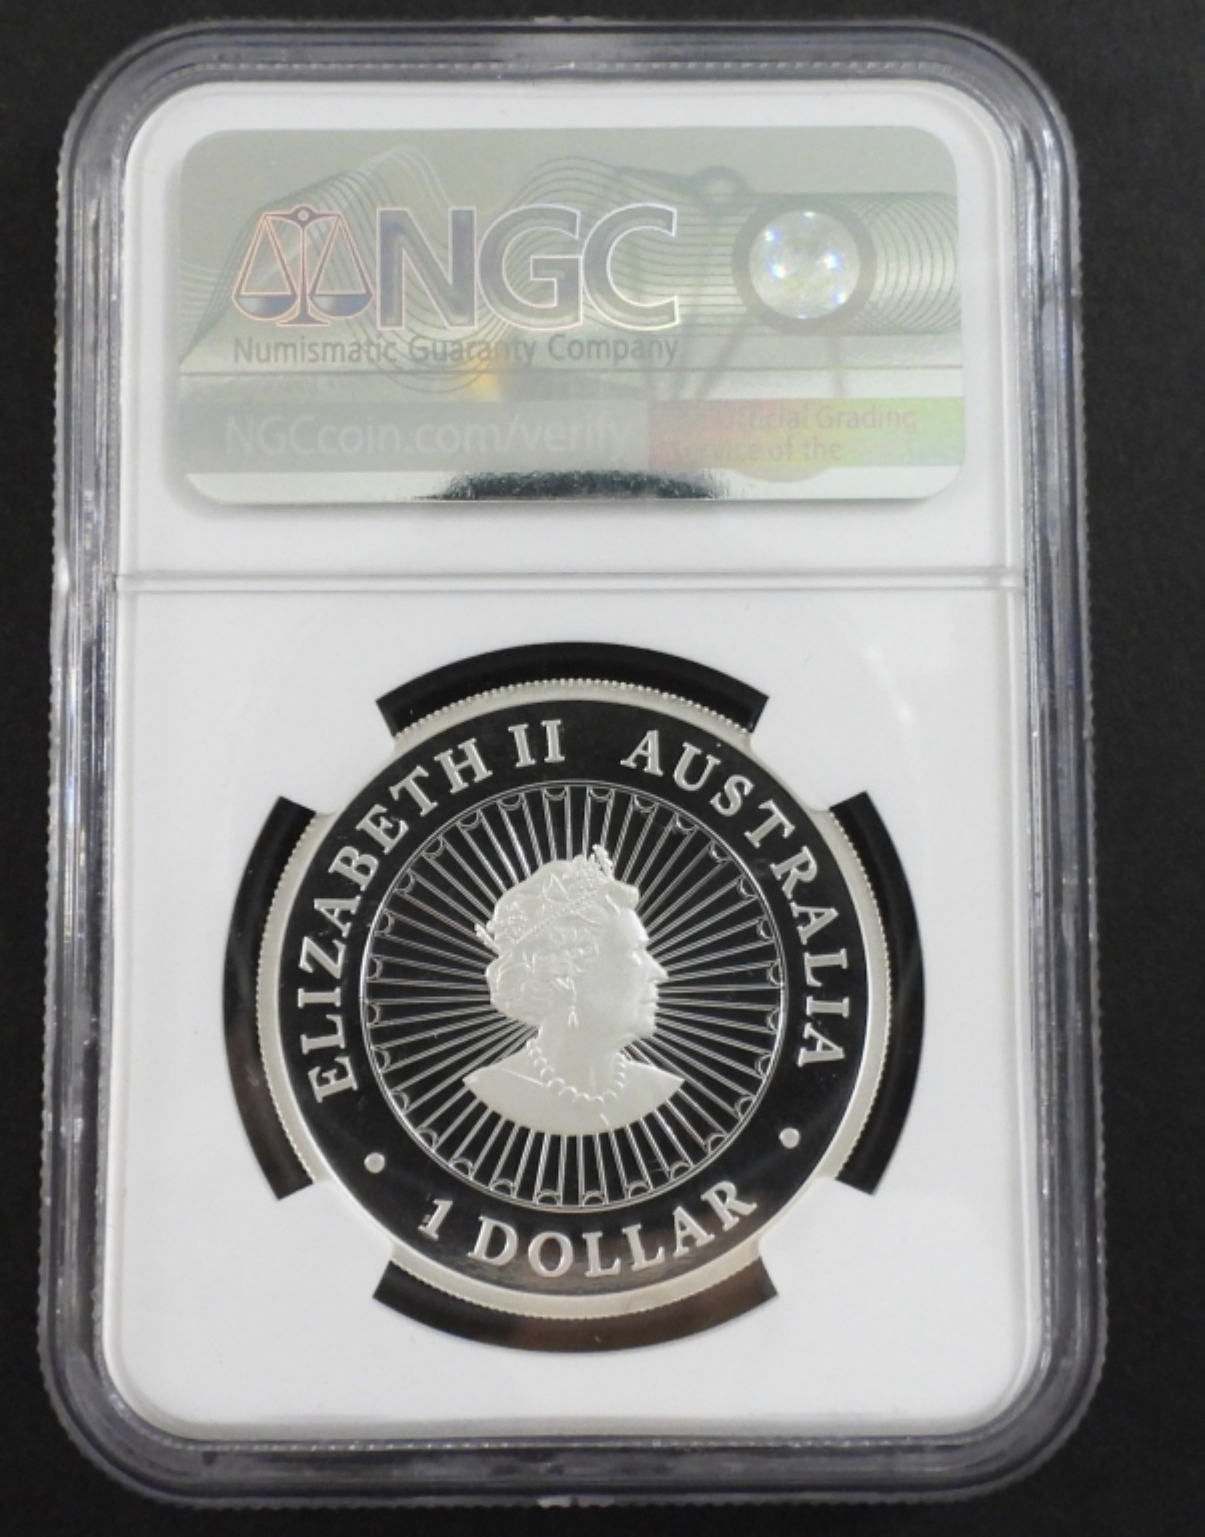 NGC
Numismatic Guaranty Company
NGCcoin.com/verify
Official Grading
Service of the
ELIZABETH II AUSTRALIA
• 1 DOLLAR •